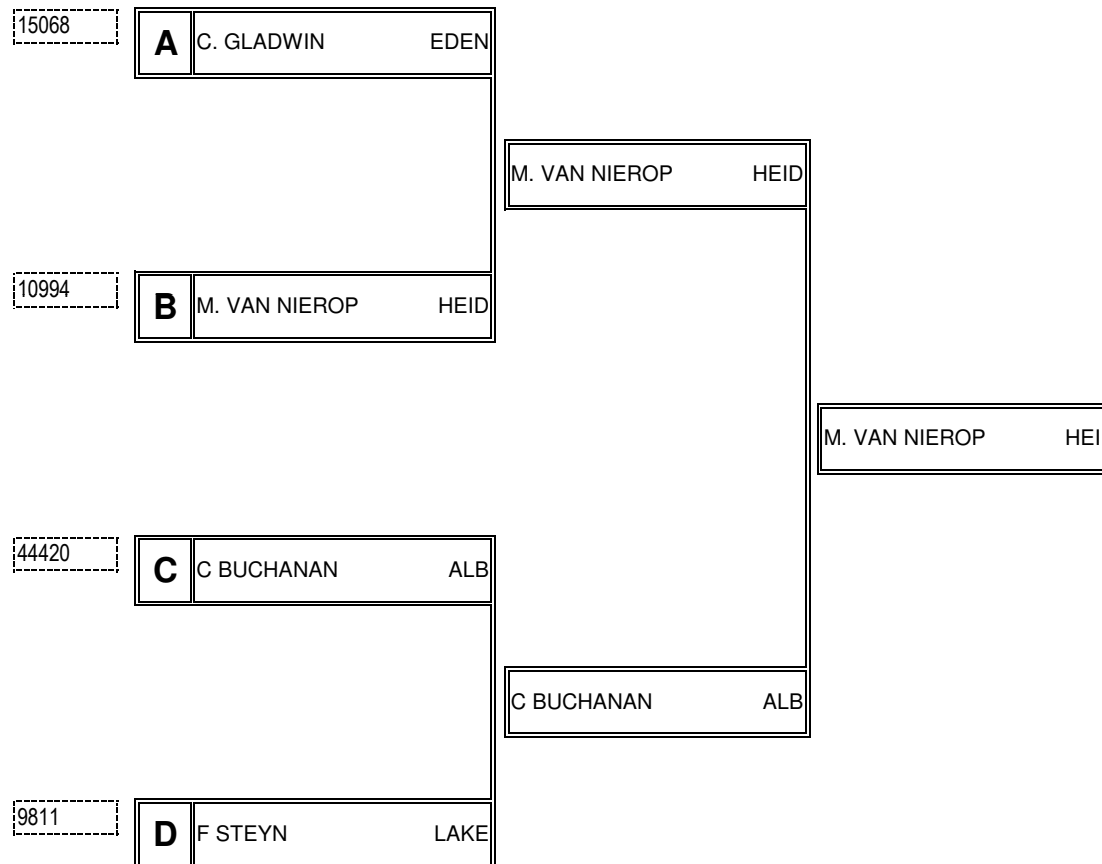 15068
A C. GLADWIN EDEN
M. VAN NIEROP HEID
10994
B M. VAN NIEROP HEID
M. VAN NIEROP HEI
44420
C C BUCHANAN ALB
C BUCHANAN ALB
9811
D F STEYN LAKE